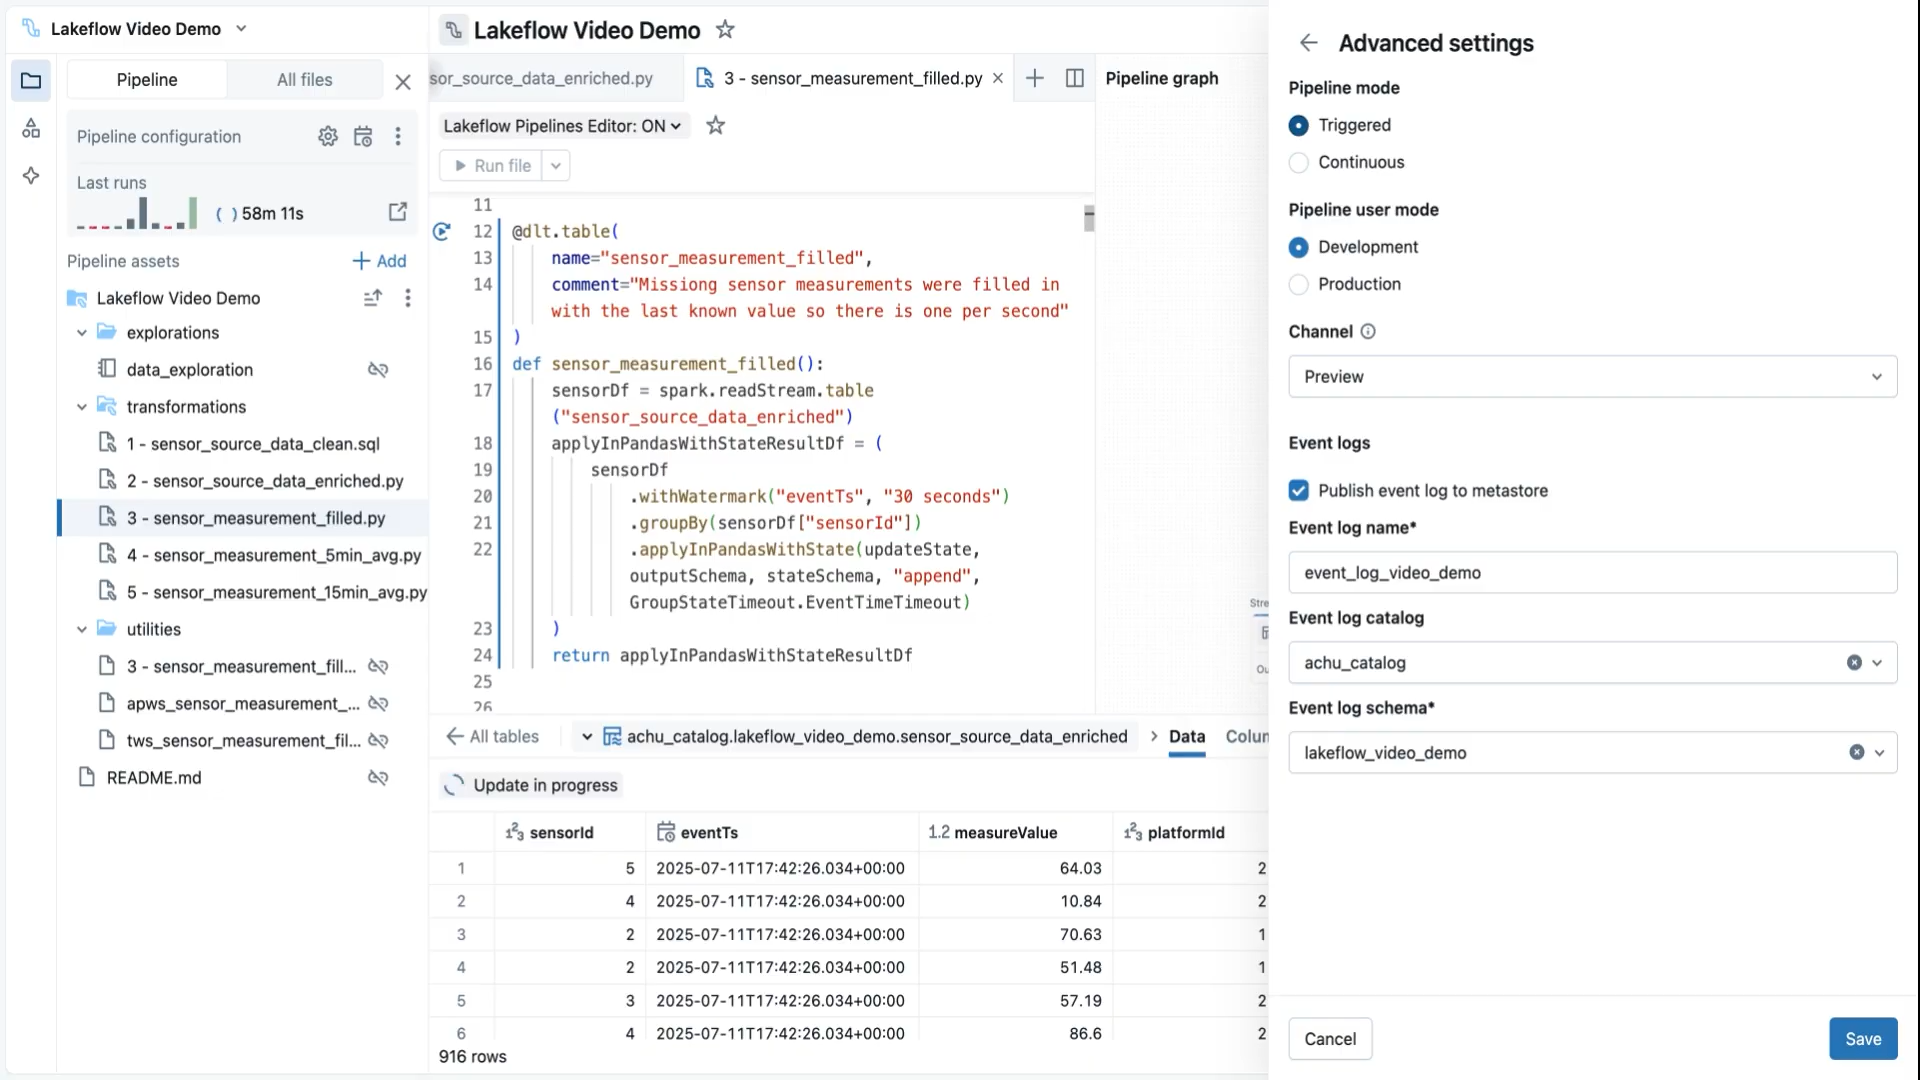 Lakeflow Video Demo
Pipeline
All files
Pipeline configuration
Last runs
( ) 58m 11s
Pipeline assets
+ Add
Lakeflow Video Demo
explorations
data_exploration
transformations
1 - sensor_source_data_clean.sql
2 - sensor_source_data_enriched.py
3 - sensor_measurement_filled.py
4 - sensor_measurement_5min_avg.py
5 - sensor_measurement_15min_avg.py
utilities
3 - sensor_measurement_fill...
apws_sensor_measurement_...
tws_sensor_measurement_fil...
README.md
Lakeflow Video Demo
sor_source_data_enriched.py
3 - sensor_measurement_filled.py
Lakeflow Pipelines Editor: ON
Run file
11
12 @dlt.table(
13 name="sensor_measurement_filled",
14 comment="Missiong sensor measurements were filled in
with the last known value so there is one per second"
15 )
16 def sensor_measurement_filled():
17 sensorDf = spark.readStream.table
("sensor_source_data_enriched")
18 applyInPandasWithStateResultDf = (
19 sensorDf
20 .withWatermark("eventTs", "30 seconds")
21 .groupBy(sensorDf["sensorId"])
22 .applyInPandasWithState(updateState,
outputSchema, stateSchema, "append",
GroupStateTimeout.EventTimeTimeout)
23 )
24 return applyInPandasWithStateResultDf
25
26
Pipeline graph
Stre
Ou
All tables
achu_catalog.lakeflow_video_demo.sensor_source_data_enriched
Data
Colum
Update in progress
1 2 3 sensorId
eventTs
1.2 measureValue
1 2 3 platformId
1 5 2025-07-11T17:42:26.034+00:00 64.03 2
2 4 2025-07-11T17:42:26.034+00:00 10.84 2
3 2 2025-07-11T17:42:26.034+00:00 70.63 1
4 2 2025-07-11T17:42:26.034+00:00 51.48 1
5 3 2025-07-11T17:42:26.034+00:00 57.19 2
6 4 2025-07-11T17:42:26.034+00:00 86.6 2
916 rows
Advanced settings
Pipeline mode
Triggered
Continuous
Pipeline user mode
Development
Production
Channel
Preview
Event logs
Publish event log to metastore
Event log name*
event_log_video_demo
Event log catalog
achu_catalog
Event log schema*
lakeflow_video_demo
Cancel
Save